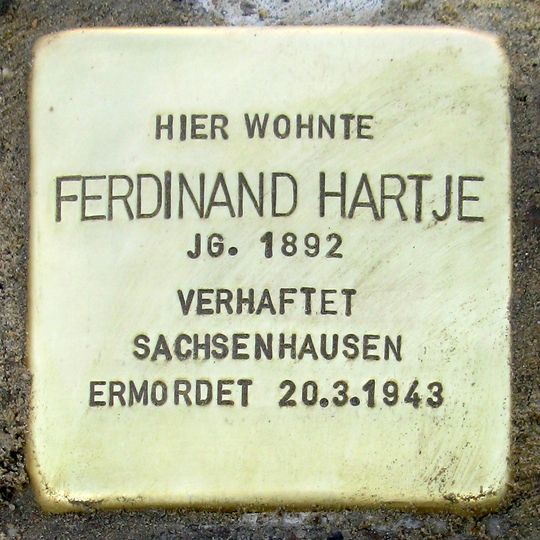 HIER WOHNTE
FERDINAND HARTJE
JG. 1892
VERHAFTET
SACHSENHAUSEN
ERMORDET 20.3.1943